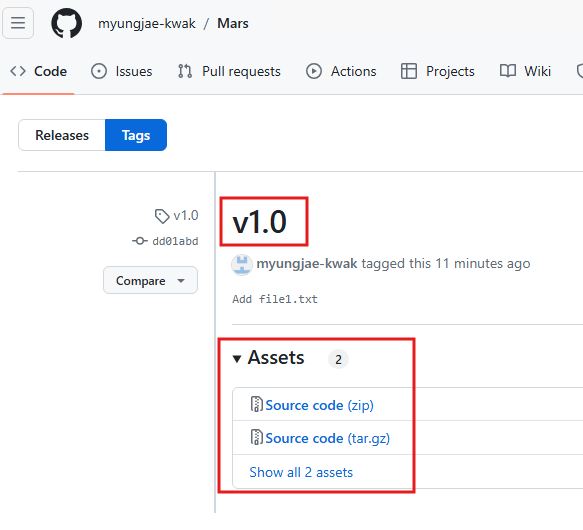 myungjae-kwak / Mars
Code Issues Pull requests Actions Projects Wiki
Releases Tags
v1.0
dd01abd
Compare
v1.0
myungjae-kwak tagged this 11 minutes ago
Add file1.txt
Assets 2
Source code (zip)
Source code (tar.gz)
Show all 2 assets